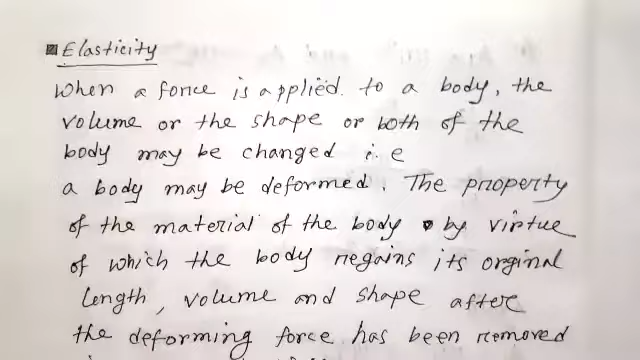 Elasticity
When a force is applied. to a body, the
volume or the shape or both of the
body may be changed i.e
a body may be deformed. The property
of the material of the body by virtue
of which the body regains its orginal
length, volume and shape after
the deforming force has been removed